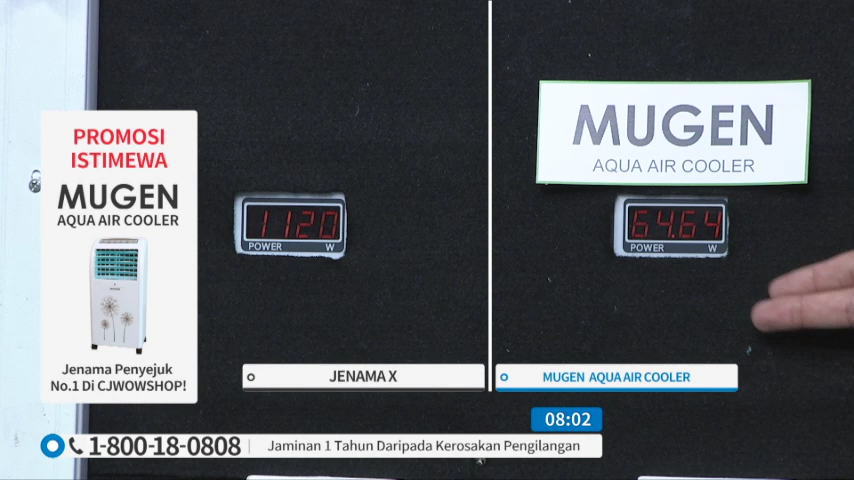 PROMOSI
ISTIMEWA
MUGEN
AQUA AIR COOLER
Jenama Penyejuk
No.1 Di CJWOWSHOP!
1120
POWER W
JENAMA X
MUGEN
AQUA AIR COOLER
64.64
POWER W
MUGEN AQUA AIR COOLER
08:02
1-800-18-0808
Jaminan 1 Tahun Daripada Kerosakan Pengilangan